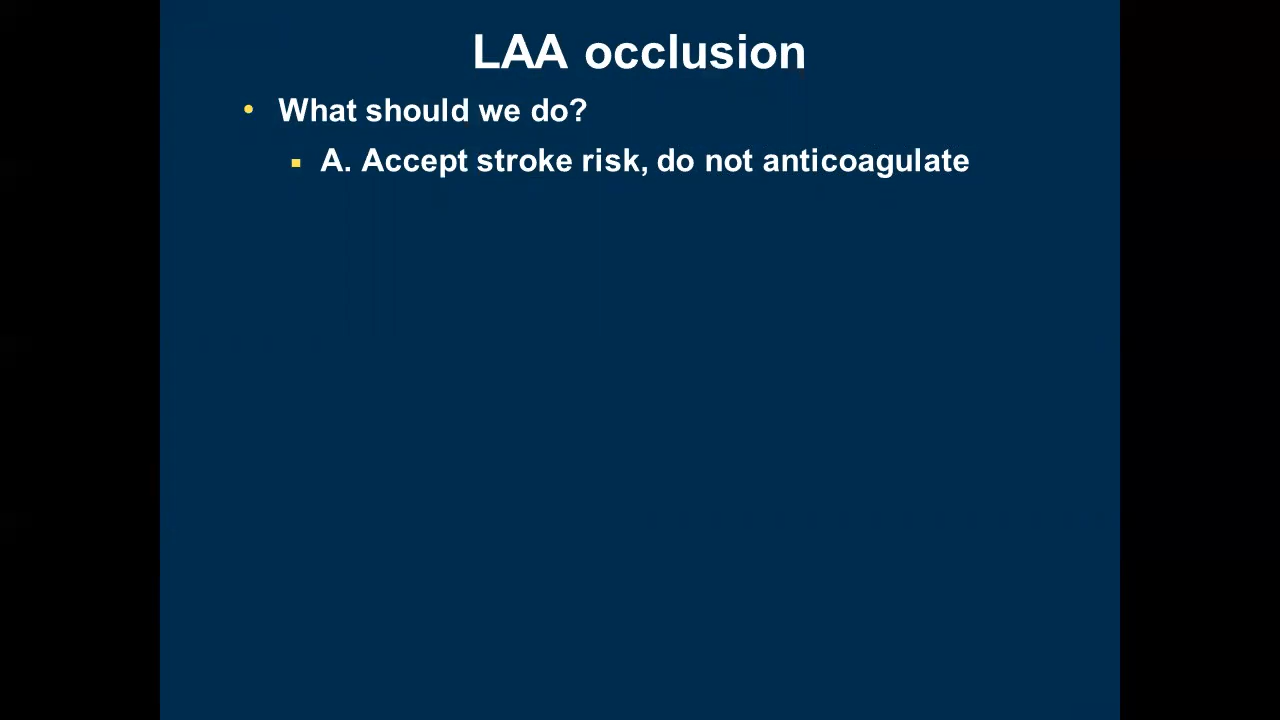 LAA occlusion
• What should we do?
▪ A. Accept stroke risk, do not anticoagulate